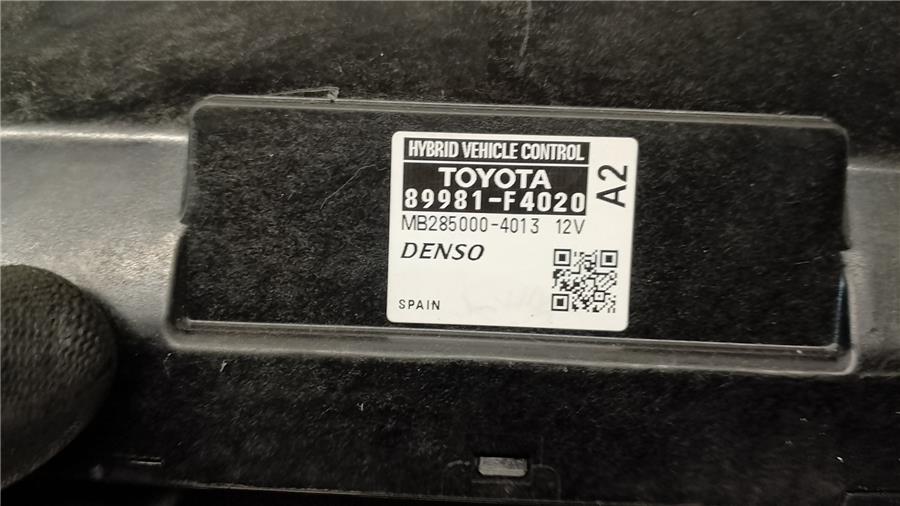 HYBRID VEHICLE CONTROL
TOYOTA
89981-F4020
A2
MB285000-4013 12V
DENSO
SPAIN